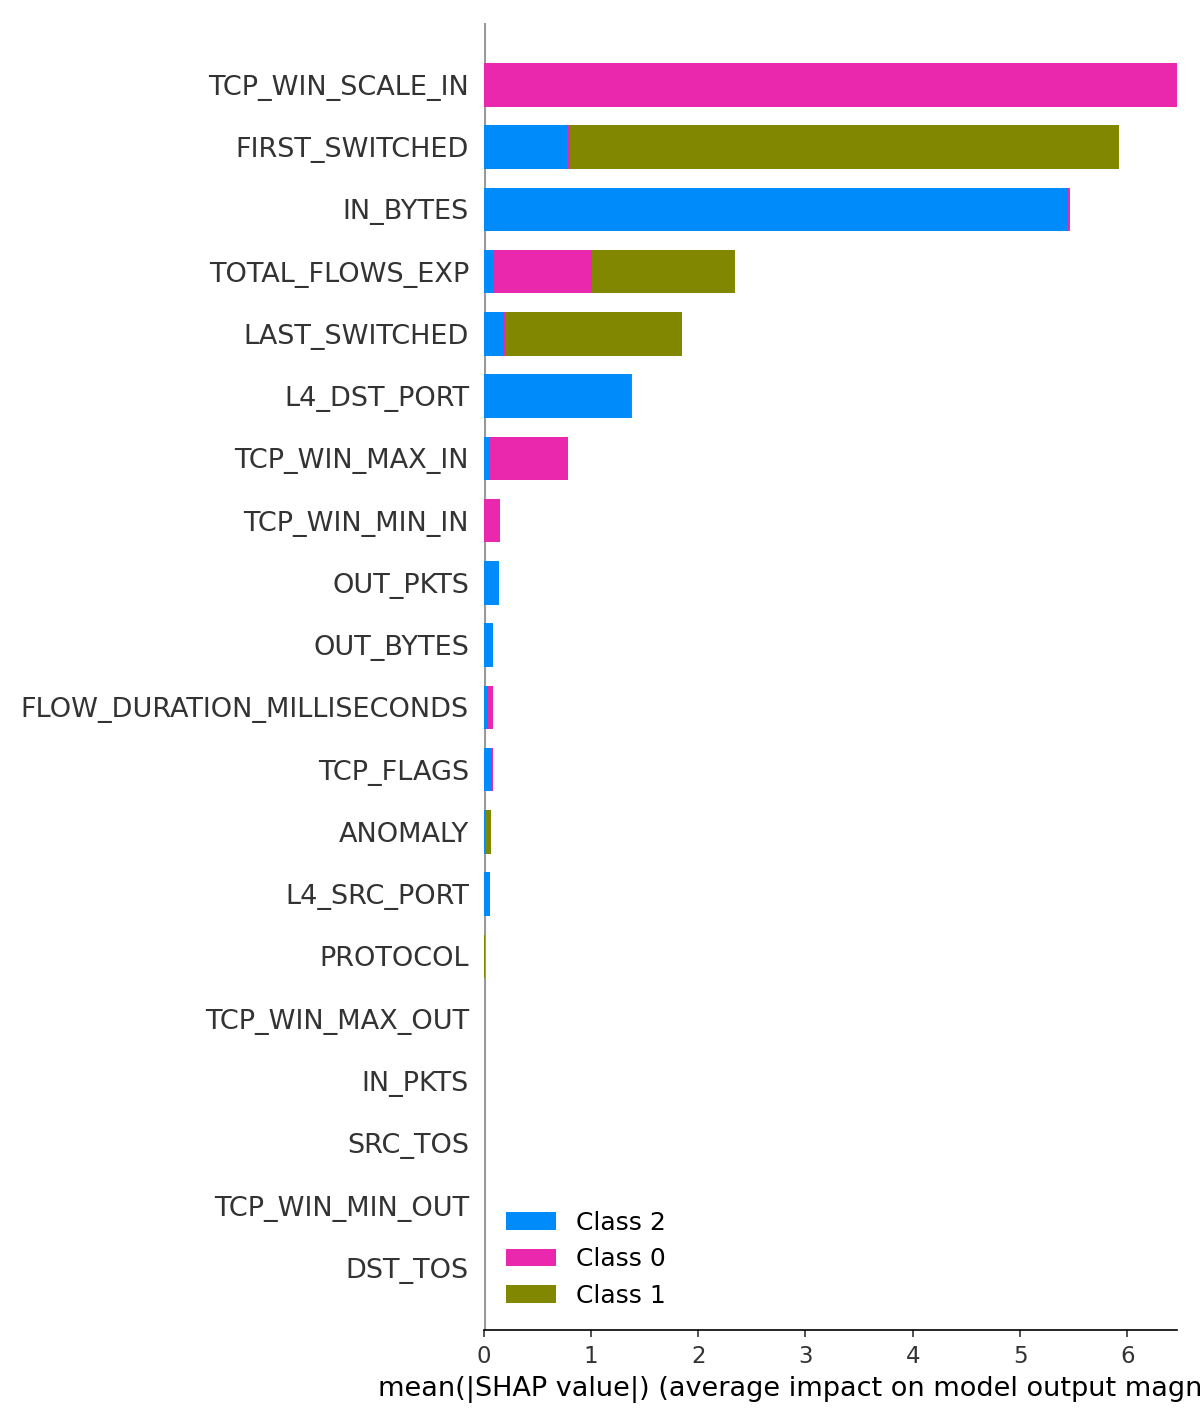 TCP_WIN_SCALE_IN
FIRST_SWITCHED
IN_BYTES
TOTAL_FLOWS_EXP
LAST_SWITCHED
L4_DST_PORT
TCP_WIN_MAX_IN
TCP_WIN_MIN_IN
OUT_PKTS
OUT_BYTES
FLOW_DURATION_MILLISECONDS
TCP_FLAGS
ANOMALY
L4_SRC_PORT
PROTOCOL
TCP_WIN_MAX_OUT
IN_PKTS
SRC_TOS
TCP_WIN_MIN_OUT
DST_TOS
Class 2
Class 0
Class 1
0 1 2 3 4 5 6
mean(|SHAP value|) (average impact on model output magn